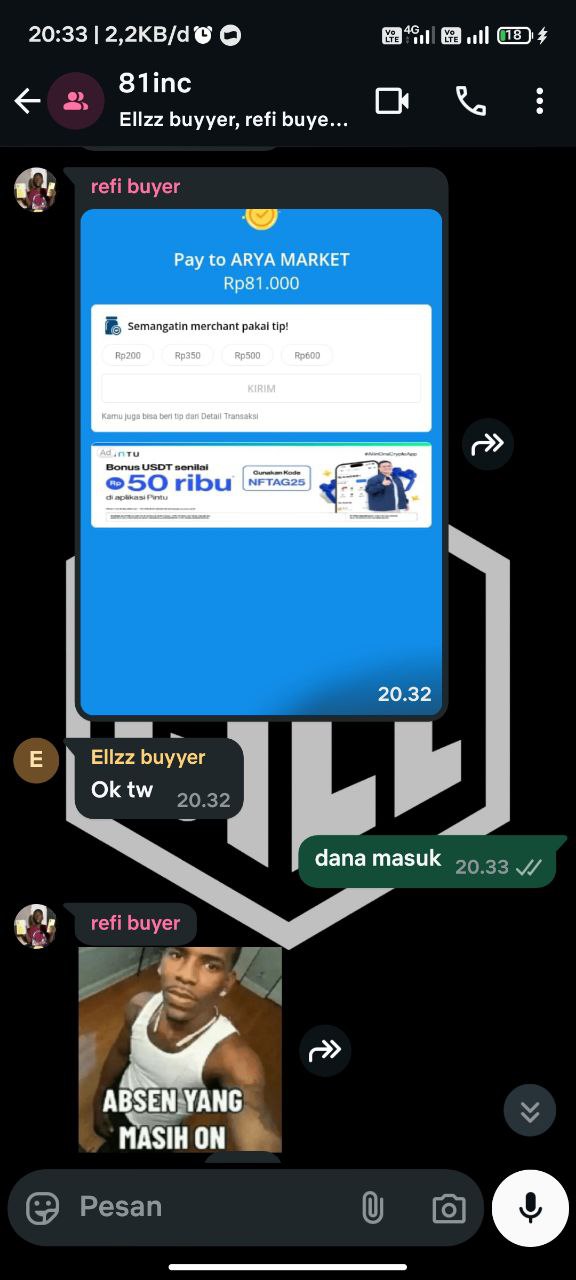 20:33 | 2,2KB/d
Vo LTE 4G Vo LTE 18
81inc
Ellzz buyyer, refi buye...
refi buyer
Pay to ARYA MARKET
Rp81.000
Semangatin merchant pakai tip!
Rp200 Rp350 Rp500 Rp600
KIRIM
Kamu juga bisa beri tip dari Detail Transaksi
Ad
Bonus USDT senilai
Rp 50 ribu*
di aplikasi Pintu
Gunakan Kode
NFTAG25
#AllinOneCryptoApp
20.32
E
Ellzz buyyer
Ok tw 20.32
dana masuk 20.33
refi buyer
ABSEN YANG
MASIH ON
Pesan